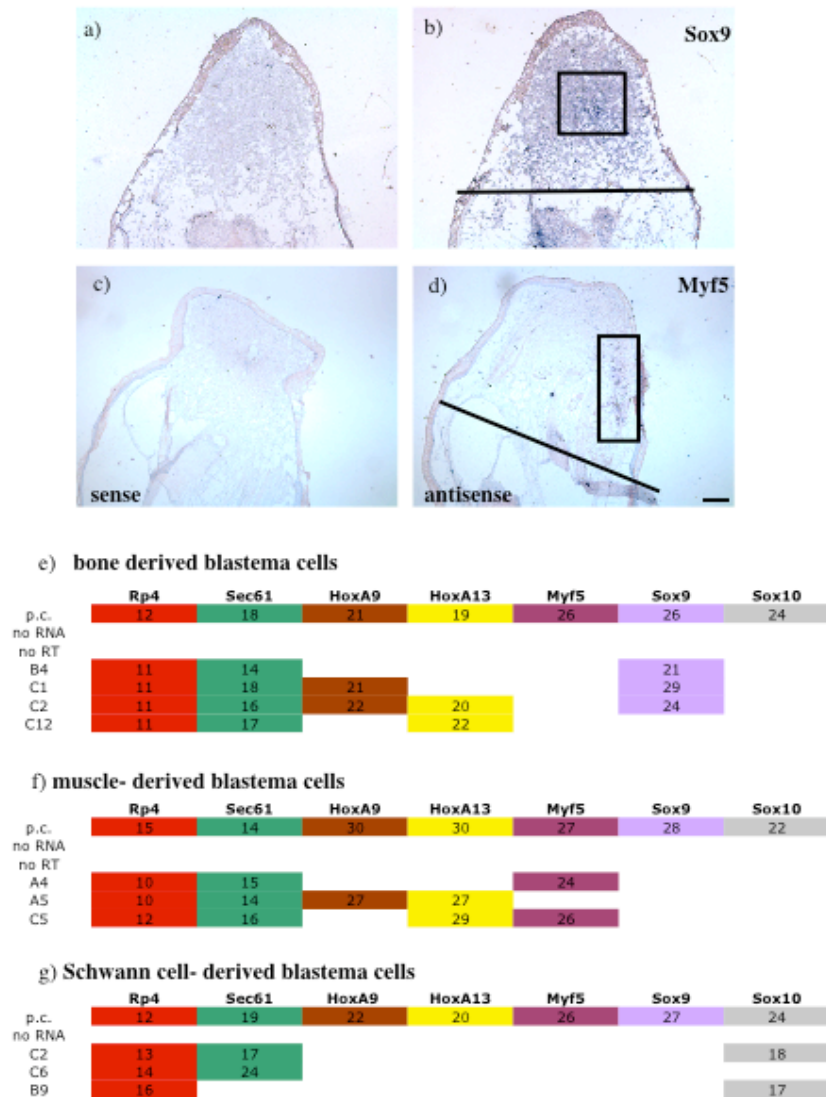 a)
b)
Sox9
c)
d)
Myf5
sense
antisense
e) bone derived blastema cells
Rp4 Sec61 HoxA9 HoxA13 Myf5 Sox9 Sox10
p.c. 12 18 21 19 26 26 24
no RNA
no RT
B4 11 14 21
C1 11 18 21 29
C2 11 16 22 20 24
C12 11 17 22
f) muscle- derived blastema cells
Rp4 Sec61 HoxA9 HoxA13 Myf5 Sox9 Sox10
p.c. 15 14 30 30 27 28 22
no RNA
no RT
A4 10 15 24
A5 10 14 27 27
C5 12 16 29 26
g) Schwann cell- derived blastema cells
Rp4 Sec61 HoxA9 HoxA13 Myf5 Sox9 Sox10
p.c. 12 19 22 20 26 27 24
no RNA
C2 13 17 18
C6 14 24
B9 16 17